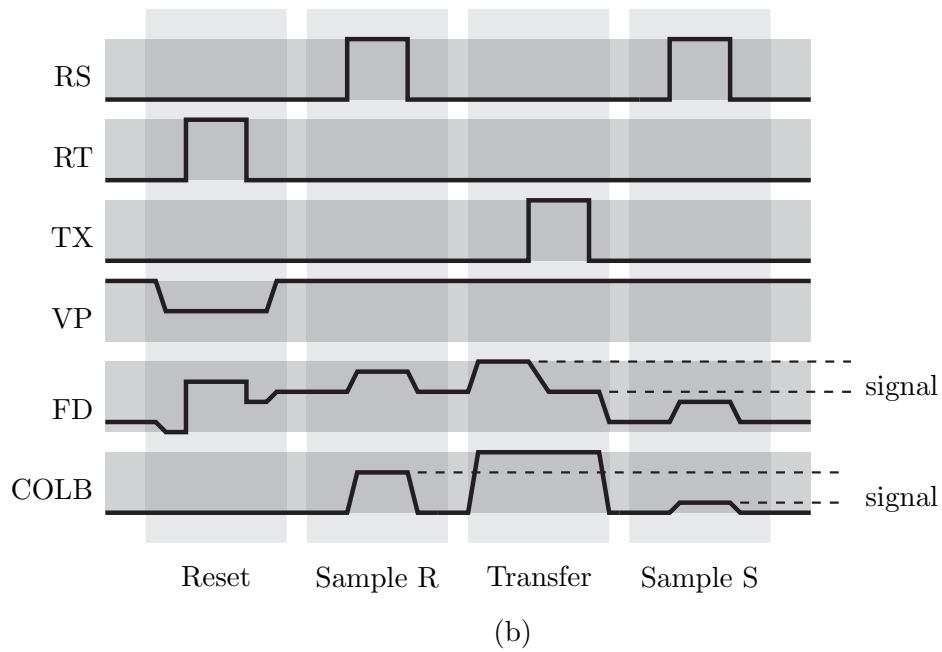 RS
RT
TX
VP
FD
signal
COLB
signal
Reset Sample R Transfer Sample S
(b)